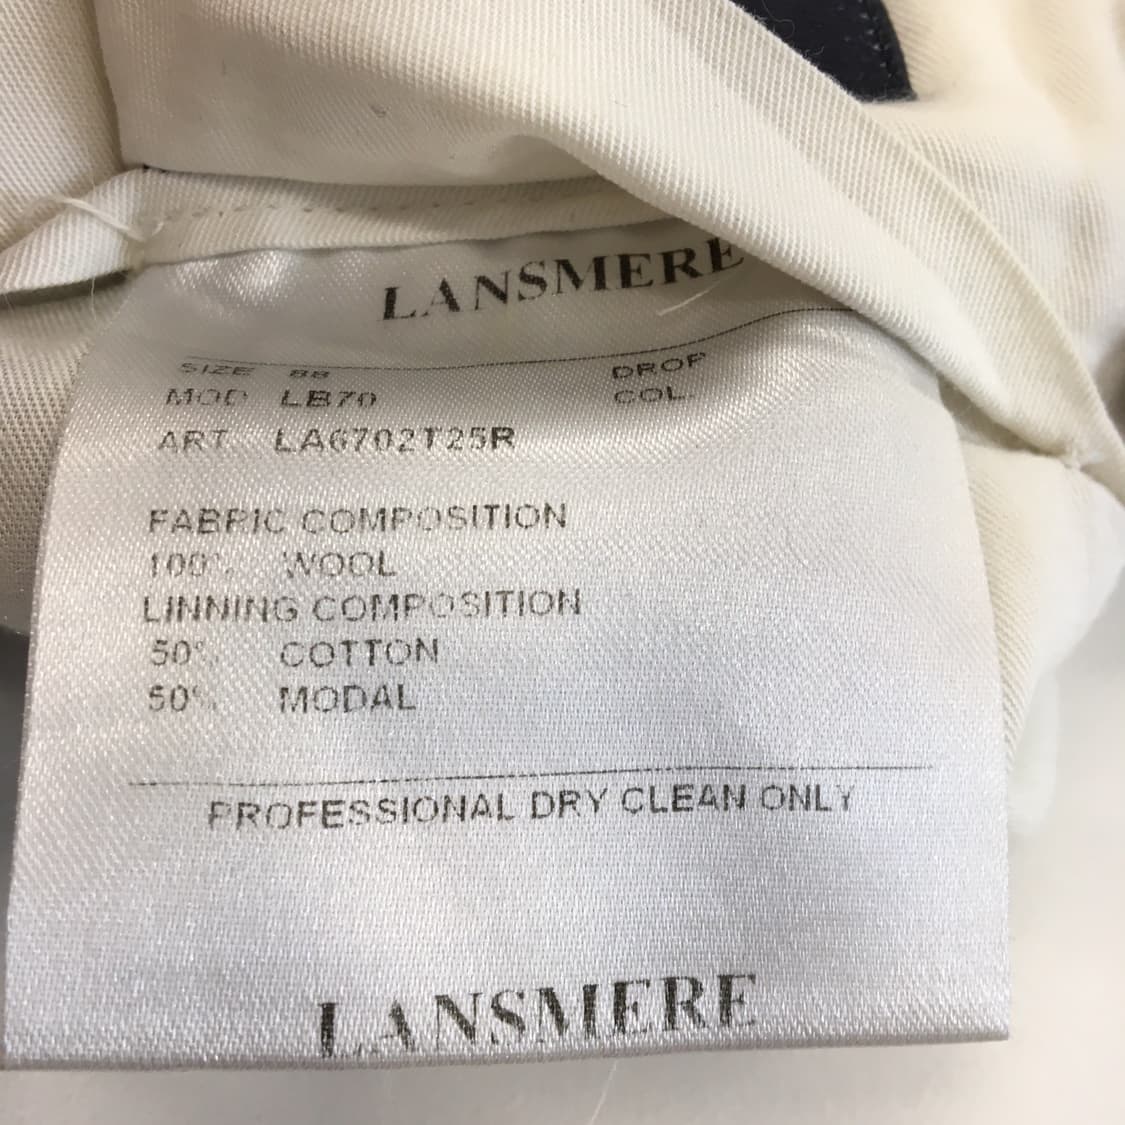 LANSMERE
SIZE 88 DROP
MOD LB70 COL.
ART. LA6702T25R
FABRIC COMPOSITION
100% WOOL
LINNING COMPOSITION
50% COTTON
50% MODAL
PROFESSIONAL DRY CLEAN ONLY
LANSMERE